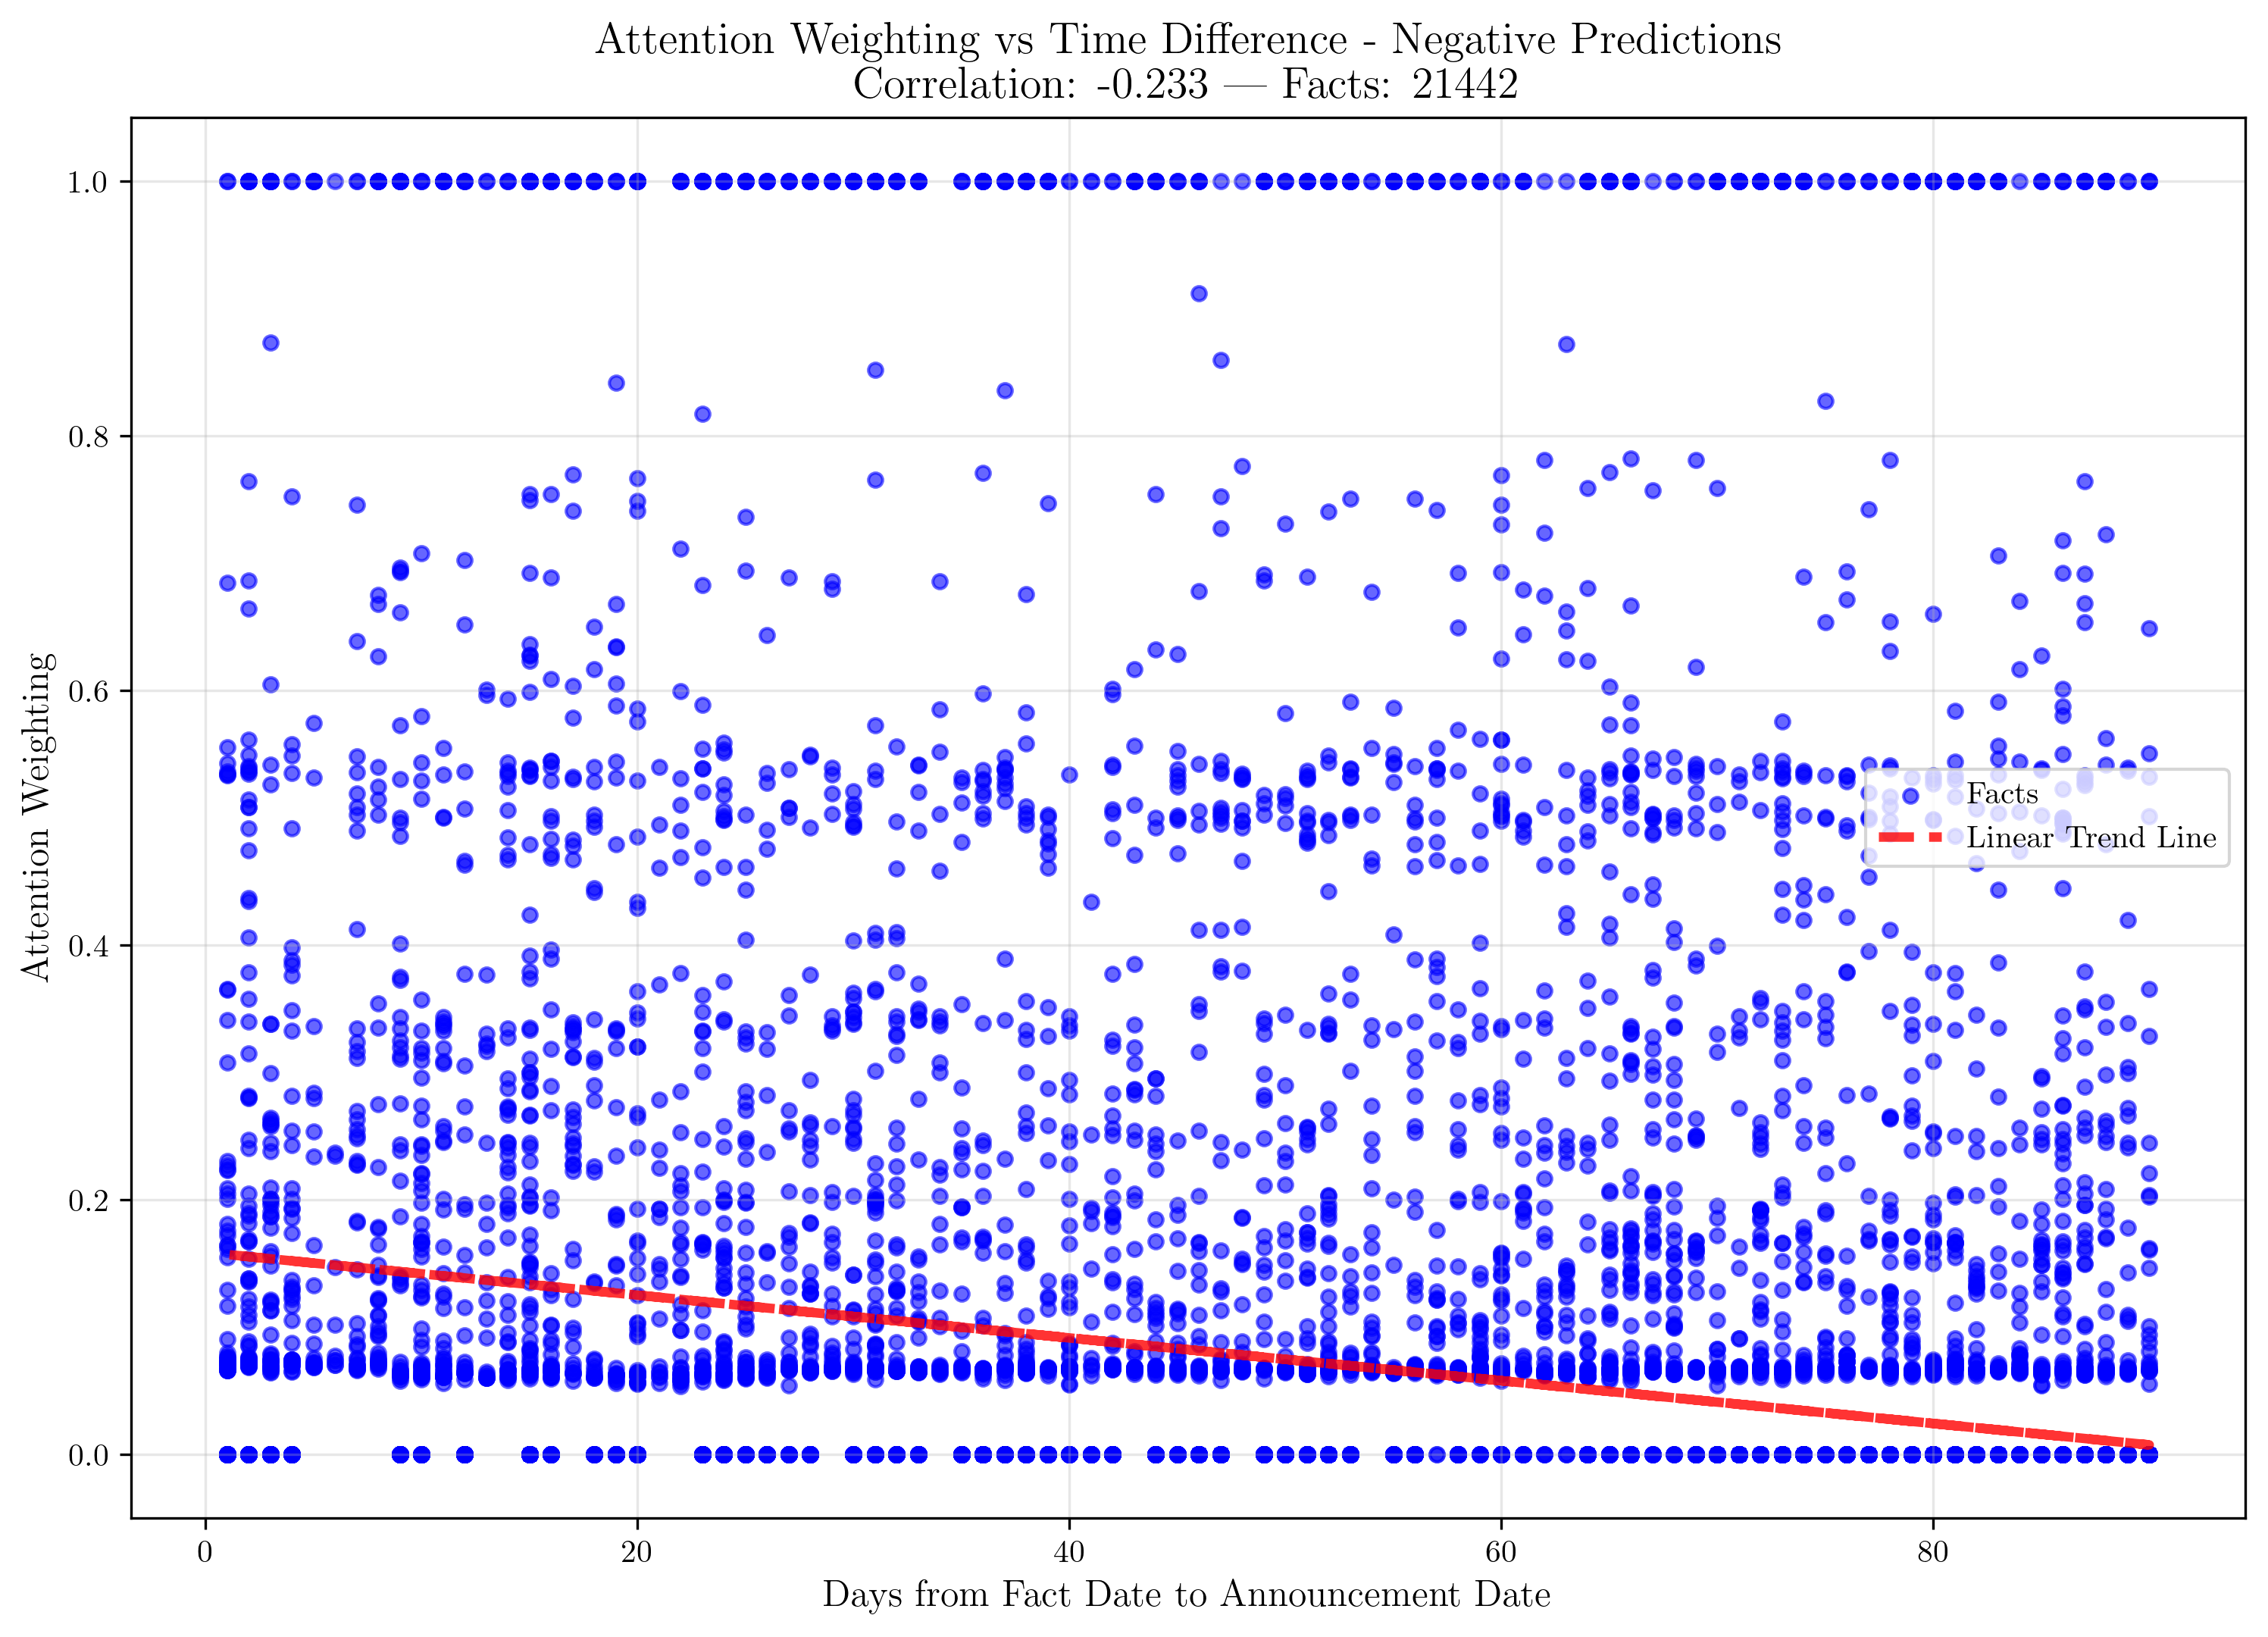 Attention Weighting vs Time Difference - Negative Predictions
Correlation: -0.233 — Facts: 21442
1.0
0.8
0.6
0.4
0.2
0.0
Attention Weighting
Facts
Linear Trend Line
0
20
40
60
80
Days from Fact Date to Announcement Date